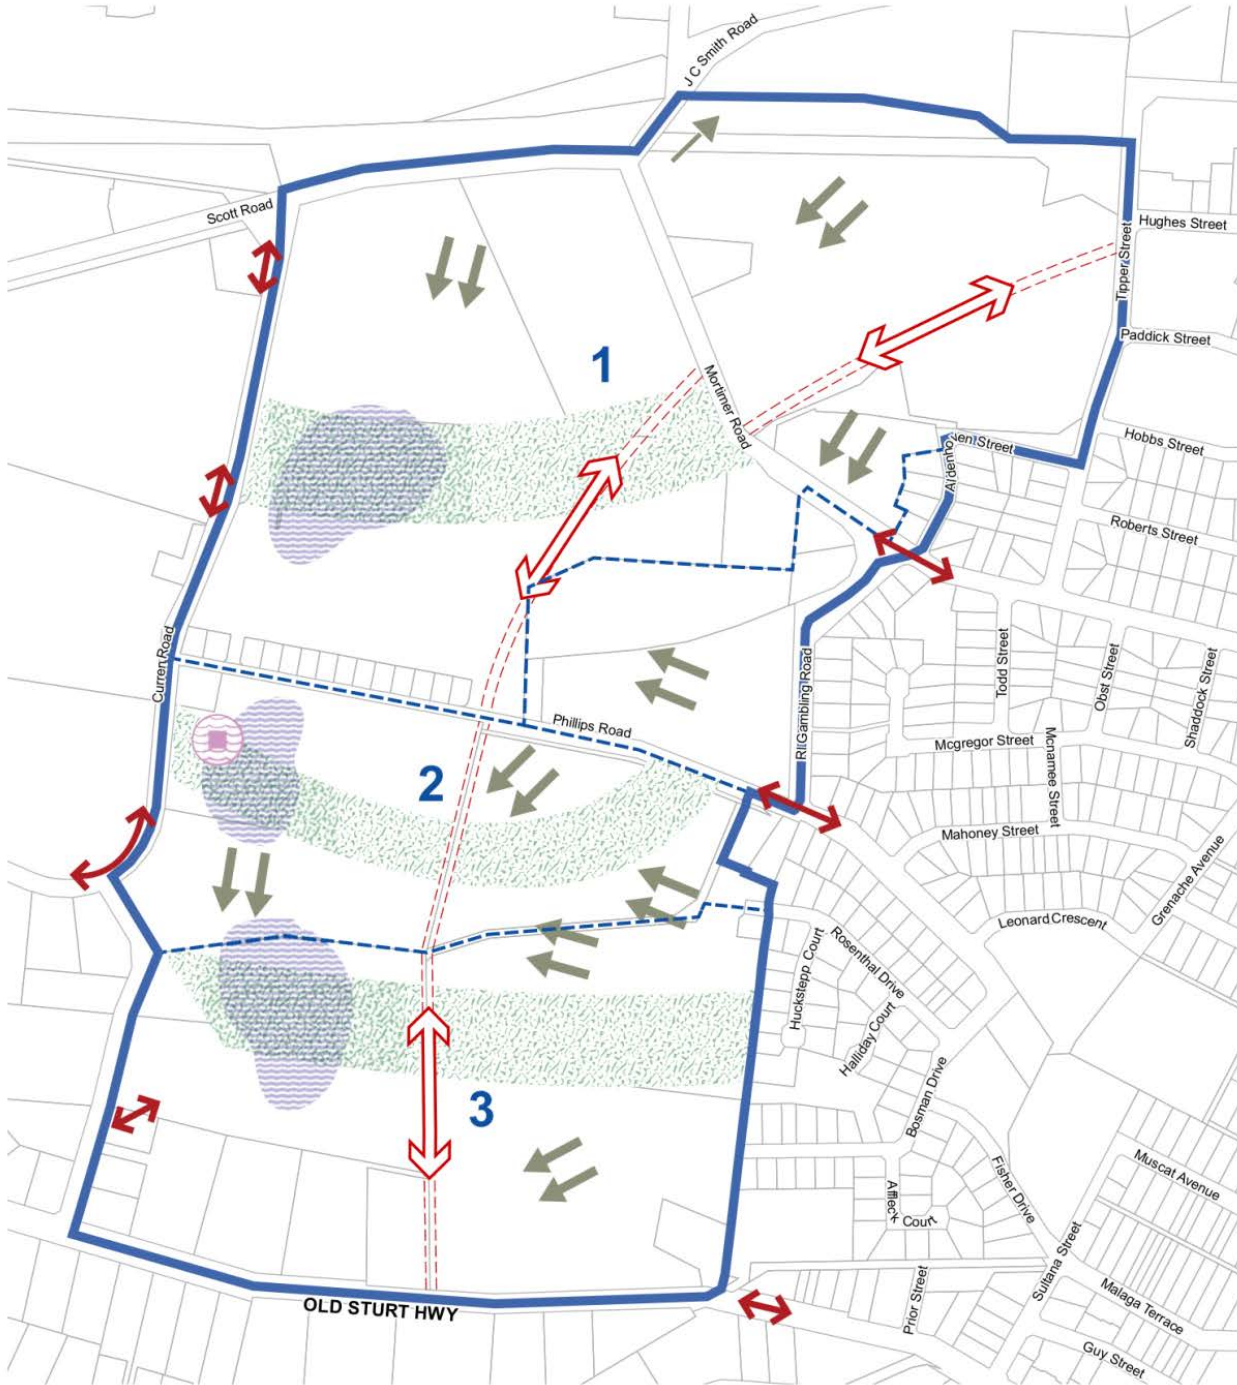 J C Smith Road
Scott Road
Hughes Street
Tipper Street
Paddick Street
1
Mortimer Road
Hobbs Street
Aldenho
ven Street
Roberts Street
Curren Road
Todd Street
Obst Street
Shaddock Street
RL Gambling Road
Phillips Road
Mcgregor Street
Mcnamee Street
2
Mahoney Street
Grenache Avenue
Leonard Crescent
Rosenthal Drive
Huckstepp Court
Halliday Court
Bosman Drive
3
Fisher Drive
Muscat Avenue
Affleck Court
Sultana Street
Prior Street
Malaga Terrace
OLD STURT HWY
Guy Street